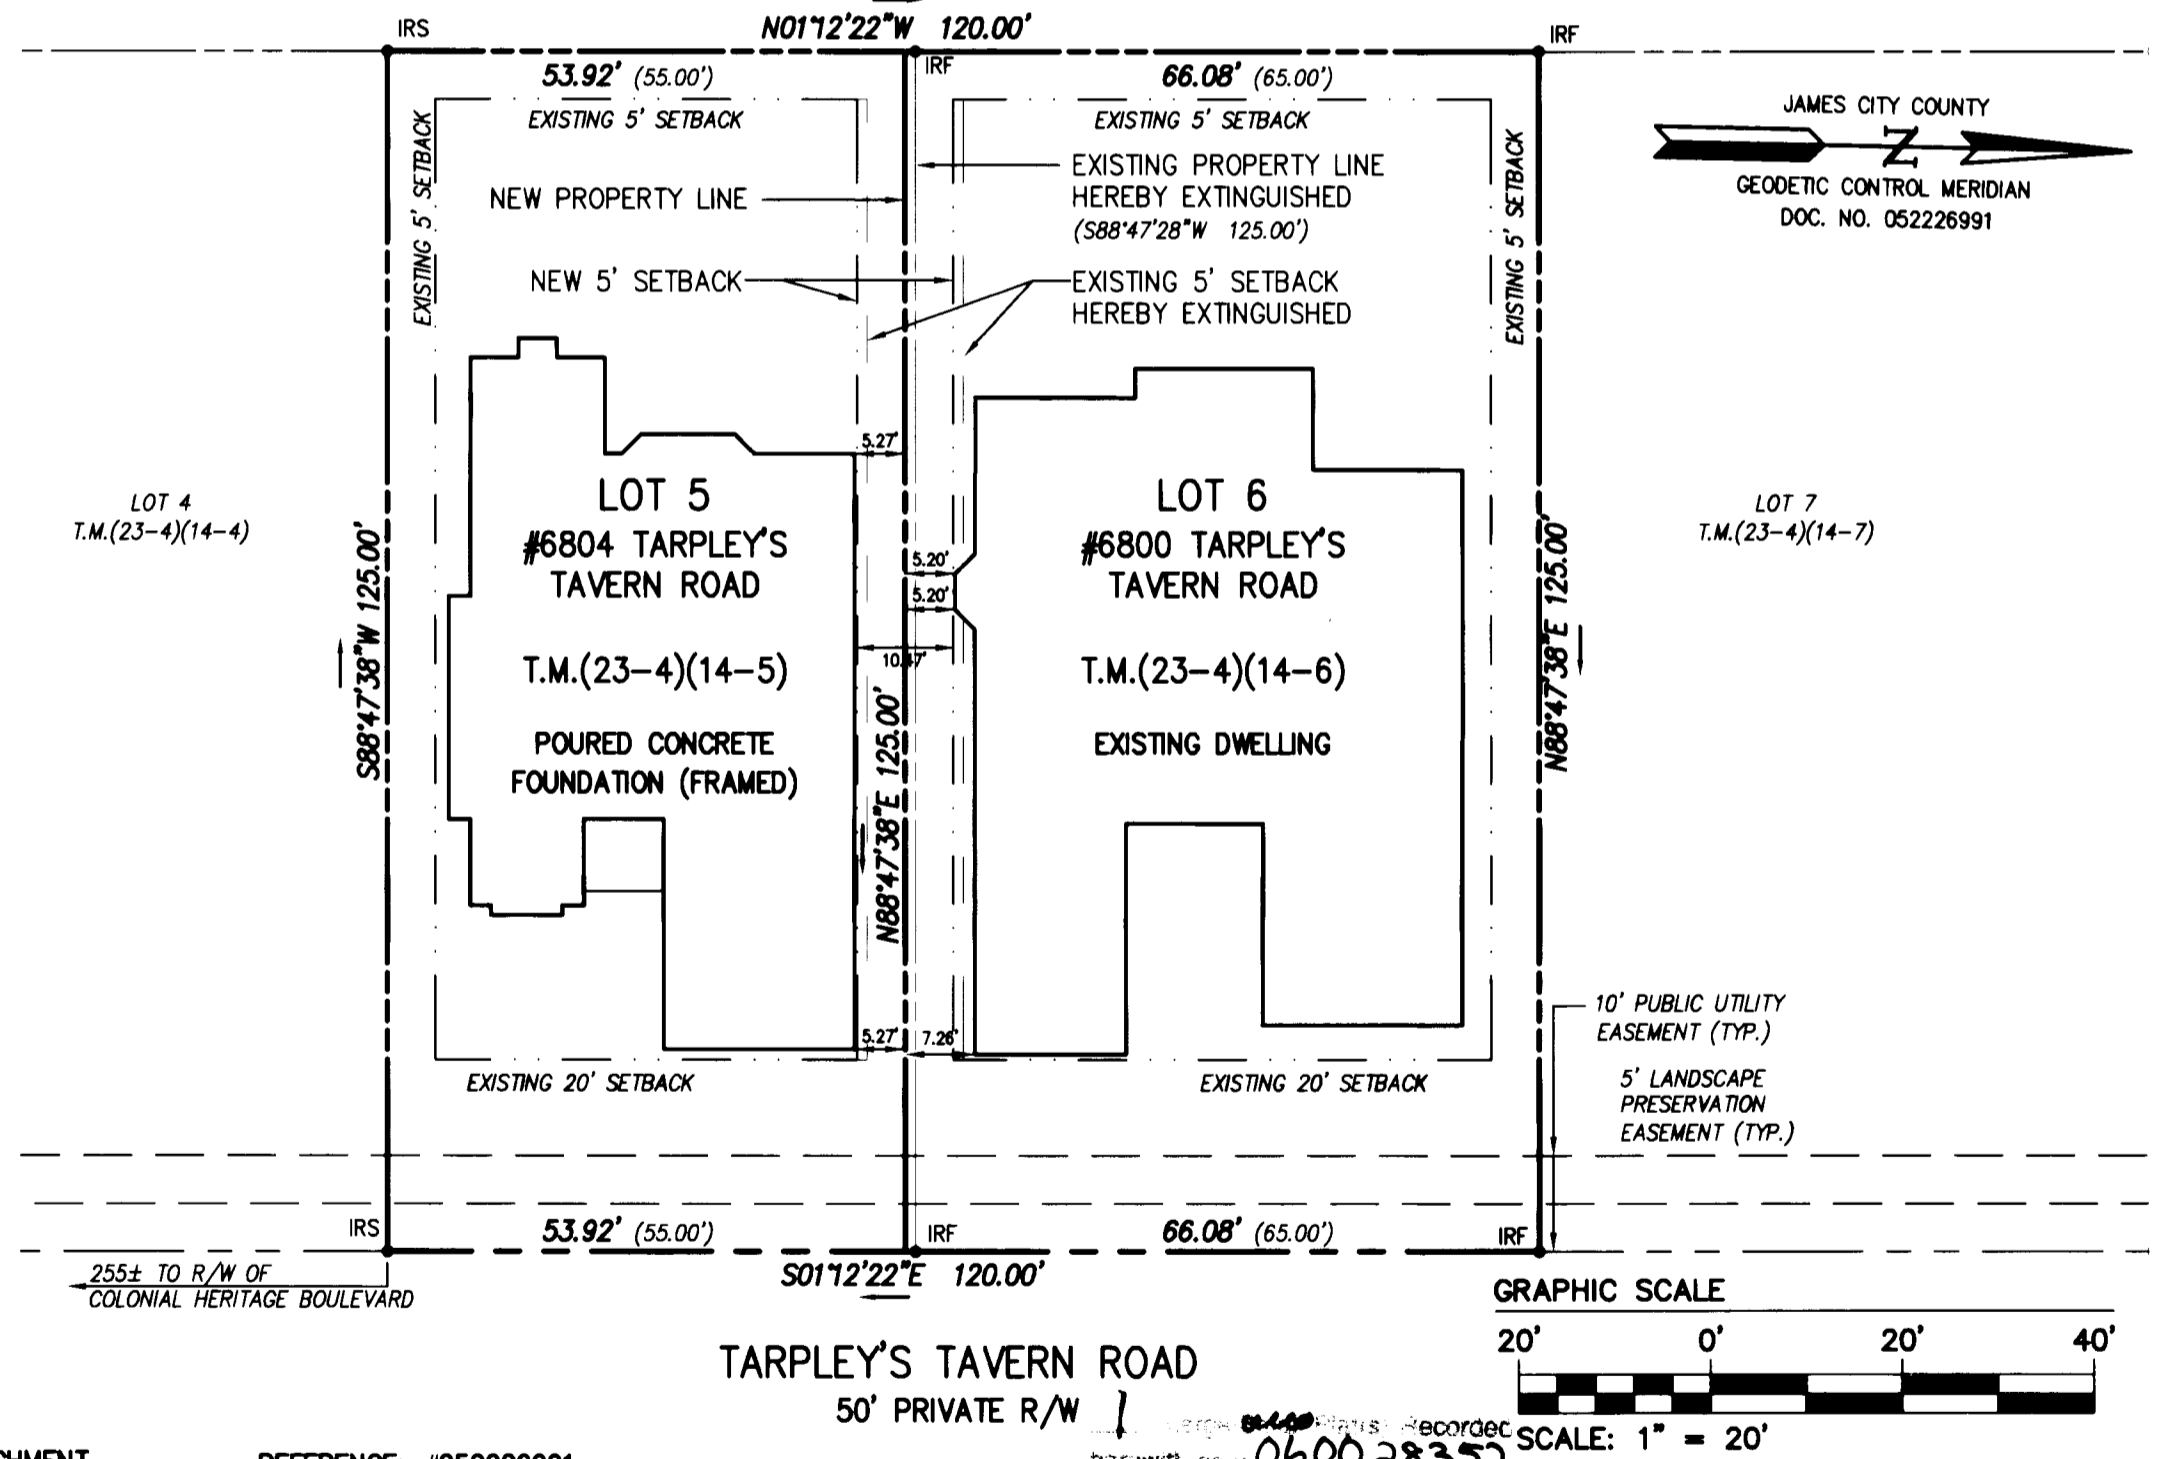 IRS
N01°12'22"W 120.00'
IRF
IRF
53.92' (55.00')
66.08' (65.00')
EXISTING 5' SETBACK
EXISTING 5' SETBACK
EXISTING 5' SETBACK
EXISTING 5' SETBACK
JAMES CITY COUNTY
N
GEODETIC CONTROL MERIDIAN
DOC. NO. 052226991
EXISTING PROPERTY LINE
HEREBY EXTINGUISHED
(S88°47'28"W 125.00')
NEW PROPERTY LINE
NEW 5' SETBACK
EXISTING 5' SETBACK
HEREBY EXTINGUISHED
5.27'
LOT 4
T.M.(23-4)(14-4)
LOT 5
#6804 TARPLEY'S
TAVERN ROAD
T.M.(23-4)(14-5)
POURED CONCRETE
FOUNDATION (FRAMED)
5.20'
5.20'
10.47'
LOT 6
#6800 TARPLEY'S
TAVERN ROAD
T.M.(23-4)(14-6)
EXISTING DWELLING
LOT 7
T.M.(23-4)(14-7)
S88°47'38"W 125.00'
N88°47'38"E 125.00'
N88°47'38"E 125.00'
5.27'
7.26'
EXISTING 20' SETBACK
EXISTING 20' SETBACK
10' PUBLIC UTILITY
EASEMENT (TYP.)
5' LANDSCAPE
PRESERVATION
EASEMENT (TYP.)
IRS
53.92' (55.00')
IRF
66.08' (65.00')
IRF
S01°12'22"E 120.00'
255± TO R/W OF
COLONIAL HERITAGE BOULEVARD
TARPLEY'S TAVERN ROAD
50' PRIVATE R/W
GRAPHIC SCALE
20' 0' 20' 40'
SCALE: 1" = 20'
Recorded